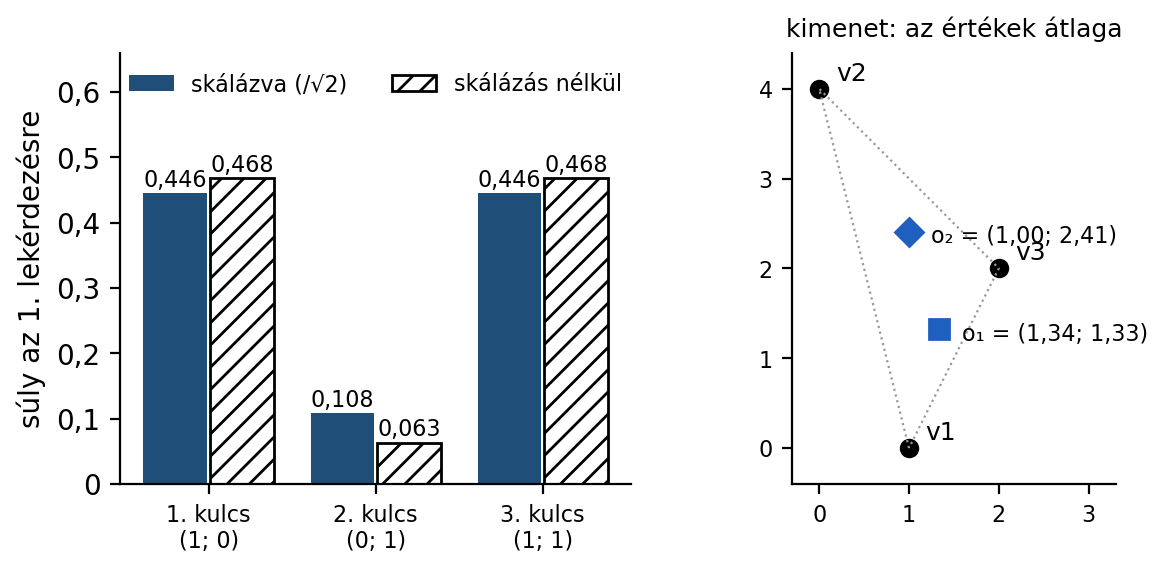 súly az 1. lekérdezésre
0,6
0,5
0,4
0,3
0,2
0,1
0
skálázva (/√2)
skálázás nélkül
0,446
0,468
0,108
0,063
0,446
0,468
1. kulcs
(1; 0)
2. kulcs
(0; 1)
3. kulcs
(1; 1)
kimenet: az értékek átlaga
4
3
2
1
0
v2
o₂ = (1,00; 2,41)
v3
o₁ = (1,34; 1,33)
v1
0
1
2
3